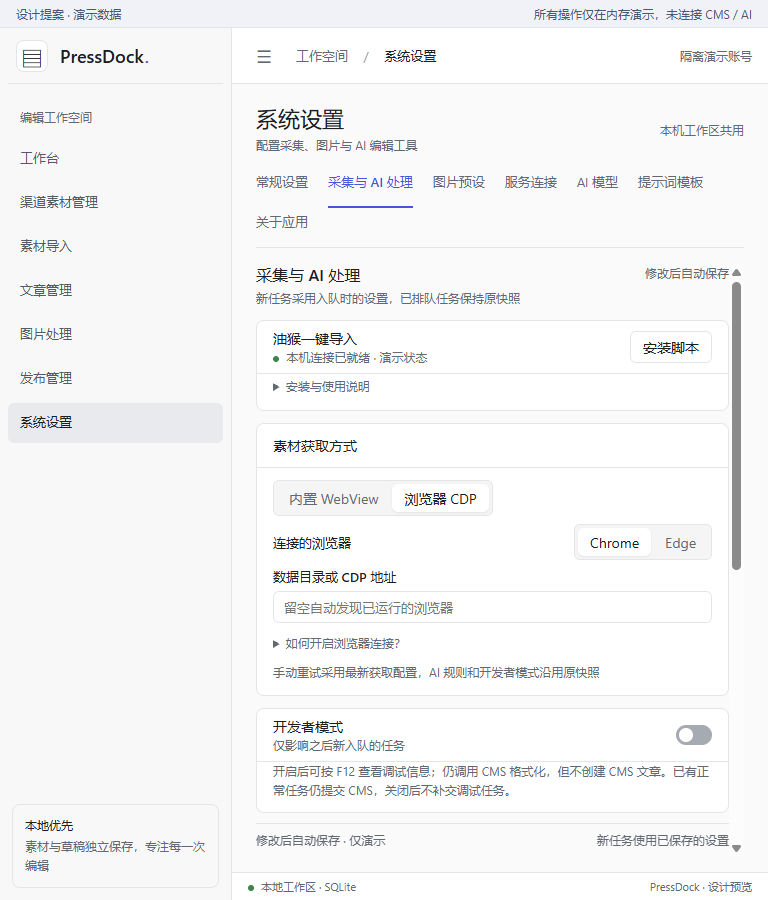 设计提案 · 演示数据
所有操作仅在内存演示，未连接 CMS / AI
PressDock.
工作空间 / 系统设置
隔离演示账号
编辑工作空间
工作台
渠道素材管理
素材导入
文章管理
图片处理
发布管理
系统设置
本地优先
素材与草稿独立保存，专注每一次
编辑
系统设置
配置采集、图片与 AI 编辑工具
本机工作区共用
常规设置 采集与 AI 处理 图片预设 服务连接 AI 模型 提示词模板
关于应用
采集与 AI 处理
修改后自动保存
新任务采用入队时的设置，已排队任务保持原快照
油猴一键导入
本机连接已就绪 · 演示状态
安装脚本
安装与使用说明
素材获取方式
内置 WebView 浏览器 CDP
连接的浏览器
Chrome Edge
数据目录或 CDP 地址
留空自动发现已运行的浏览器
如何开启浏览器连接?
手动重试采用最新获取配置，AI 规则和开发者模式沿用原快照
开发者模式
仅影响之后新入队的任务
开启后可按 F12 查看调试信息；仍调用 CMS 格式化，但不创建 CMS 文章。已有正
常任务仍提交 CMS，关闭后不补交调试任务。
修改后自动保存 · 仅演示
新任务使用已保存的设置
本地工作区 · SQLite
PressDock · 设计预览